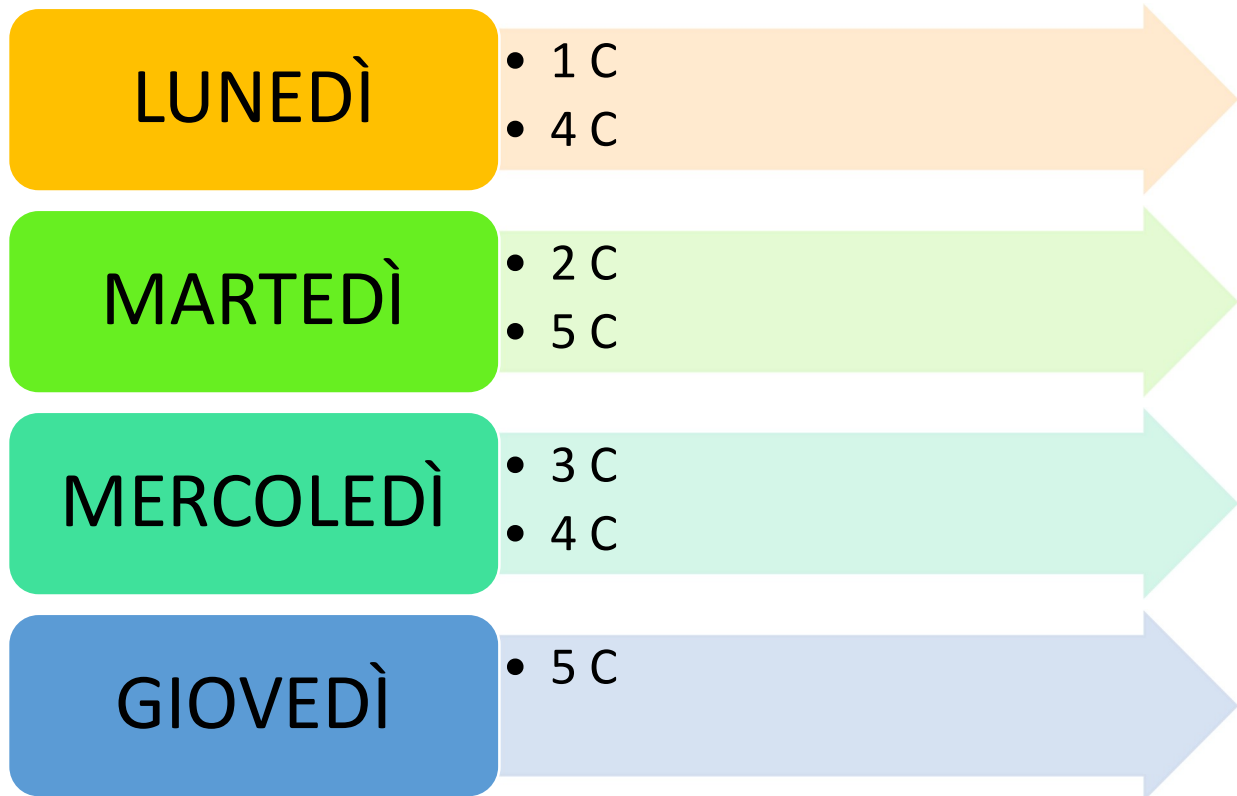 LUNEDÌ
• 1 C
• 4 C
MARTEDÌ
• 2 C
• 5 C
MERCOLEDÌ
• 3 C
• 4 C
GIOVEDÌ
• 5 C